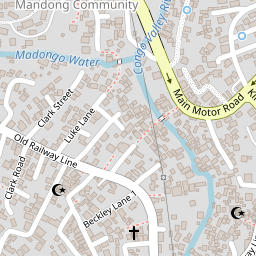 Mandong Community
Madongo Water
Congo Valley Ri
Main Motor Road
Clark Street
Luke Lane
Old Railway Line
Clark Road
Beckley Lane 1